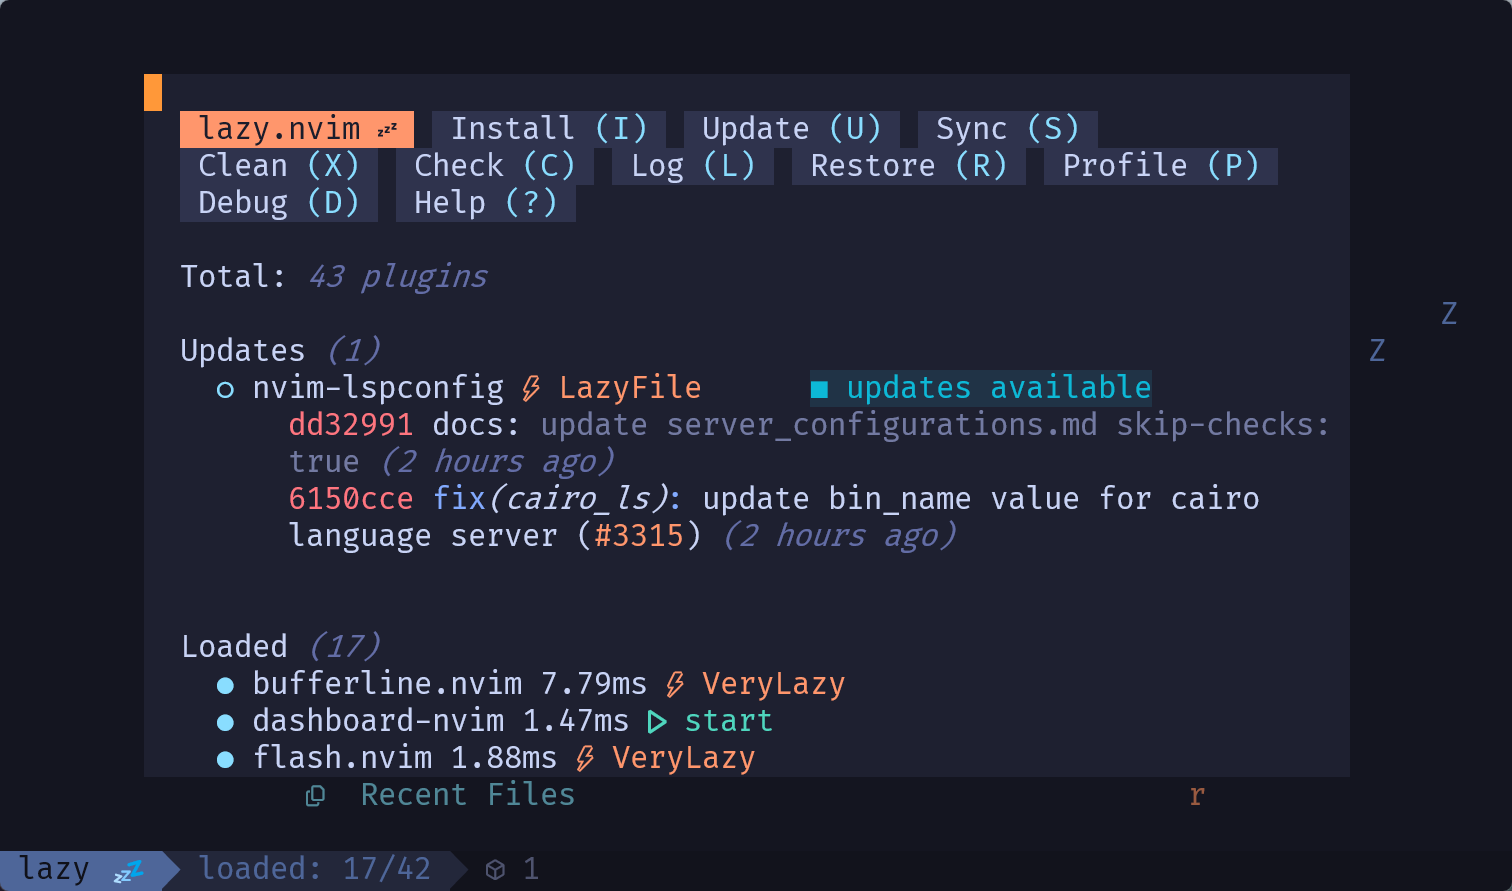 lazy.nvim 💤 Install (I) Update (U) Sync (S)
Clean (X) Check (C) Log (L) Restore (R) Profile (P)
Debug (D) Help (?)
Total: 43 plugins
Z
Updates (1)
Z
nvim-lspconfig LazyFile updates available
dd32991 docs: update server_configurations.md skip-checks:
true (2 hours ago)
6150cce fix(cairo_ls): update bin_name value for cairo
language server (#3315) (2 hours ago)
Loaded (17)
bufferline.nvim 7.79ms VeryLazy
dashboard-nvim 1.47ms start
flash.nvim 1.88ms VeryLazy
Recent Files r
lazy 💤 loaded: 17/42 1